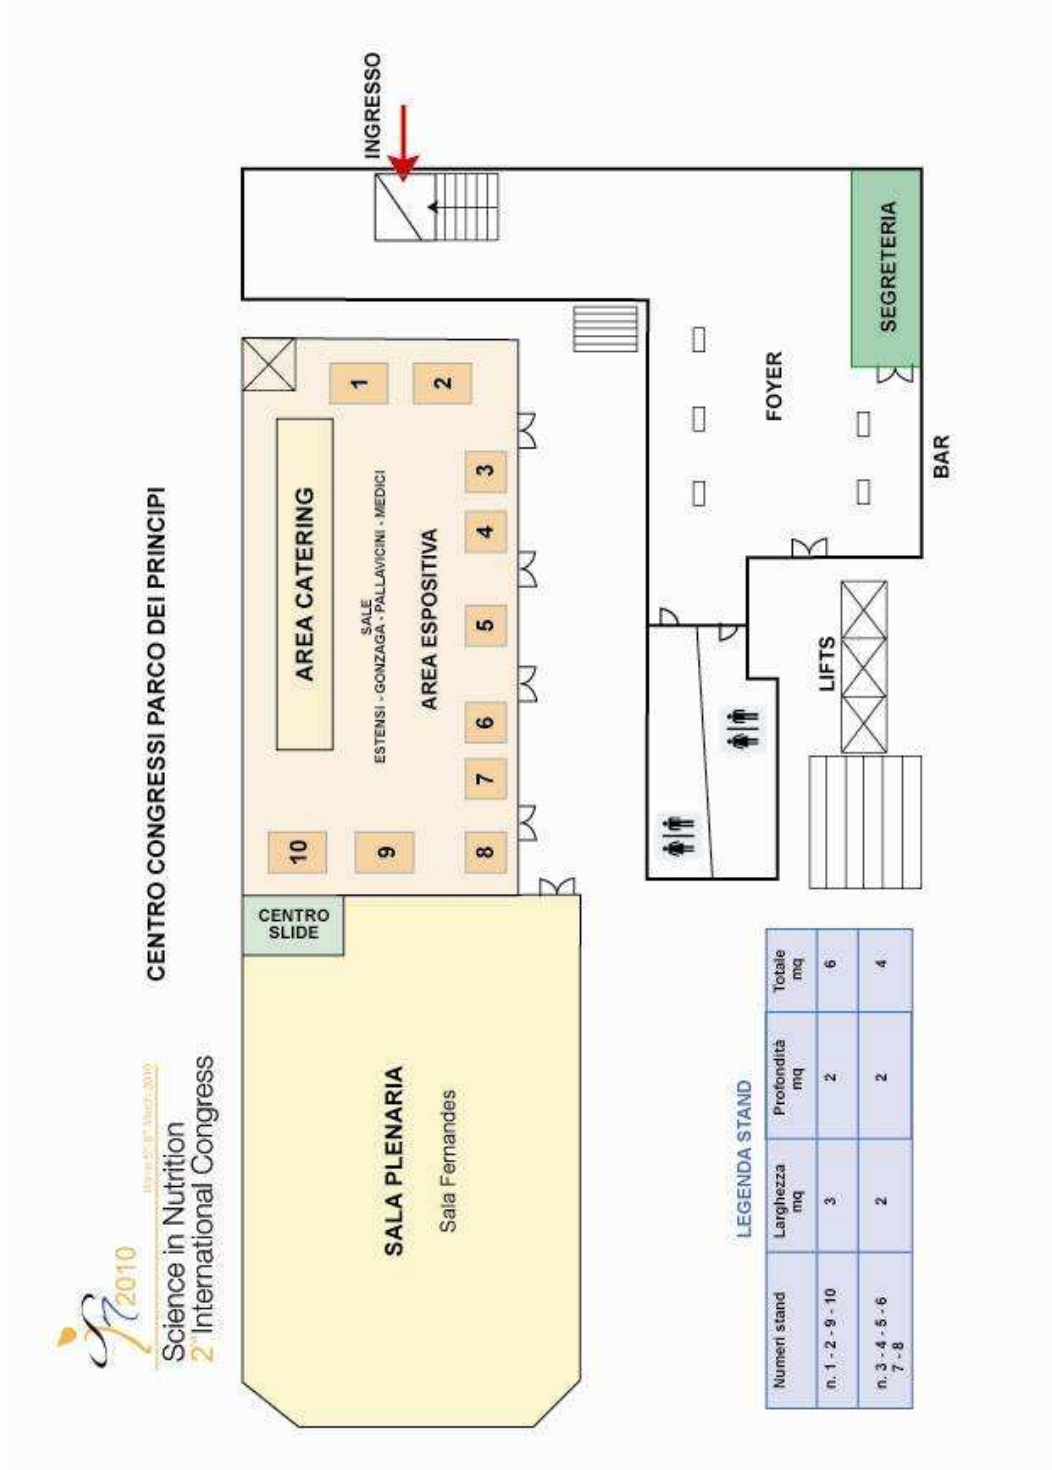 2010
Science in Nutrition
2nd International Congress
CENTRO CONGRESSI PARCO DEI PRINCIPI
INGRESSO
AREA CATERING
SALE
ESTENSI - GONZAGA - PALLAVICINI - MEDICI
AREA ESPOSITIVA
10
9
8
7
6
5
4
3
2
1
CENTRO
SLIDE
SALA PLENARIA
Sala Fernandes
FOYER
SEGRETERIA
BAR
LIFTS
LEGENDA STAND
Numeri stand Larghezza mq Profondità mq Totale mq
n. 1 - 2 - 9 - 10 3 2 6
n. 3 - 4 - 5 - 6
7 - 8 2 2 4